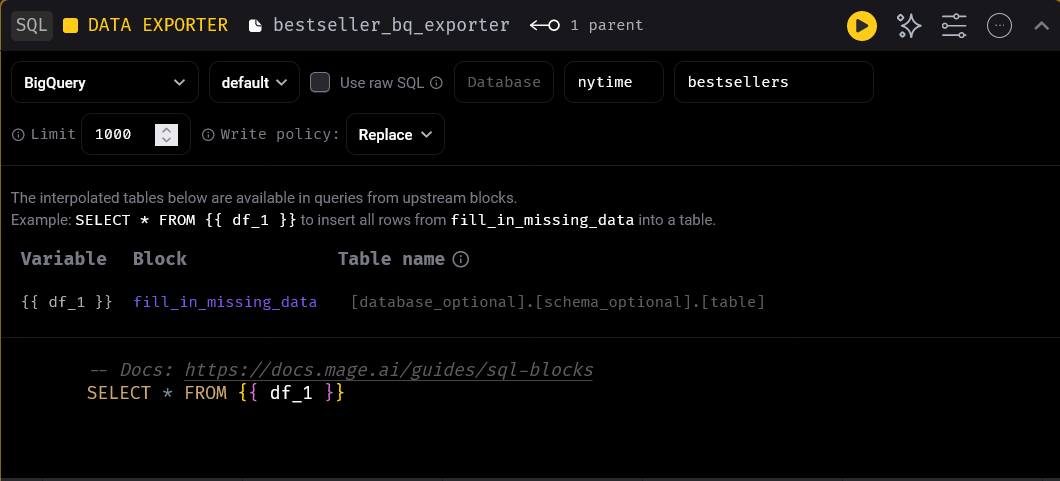 SQL DATA EXPORTER bestseller_bq_exporter 1 parent
BigQuery default Use raw SQL Database nytime bestsellers
Limit 1000 Write policy: Replace
The interpolated tables below are available in queries from upstream blocks.
Example: SELECT * FROM {{ df_1 }} to insert all rows from fill_in_missing_data into a table.
Variable Block Table name
{{ df_1 }} fill_in_missing_data [database_optional].[schema_optional].[table]
-- Docs: https://docs.mage.ai/guides/sql-blocks
SELECT * FROM {{ df_1 }}